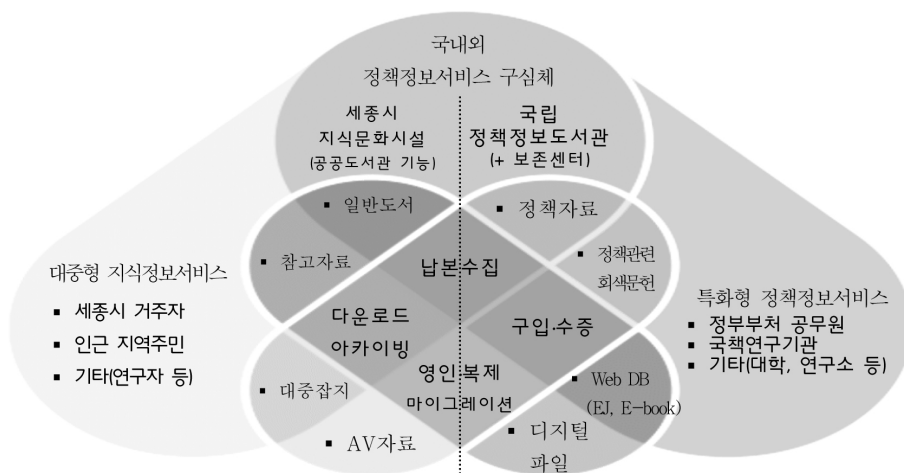 국내외
정책정보서비스 구심체
세종시
지식문화시설
(공공도서관 기능)
국립
정책정보도서관
(+ 보존센터)
▪ 일반도서
▪ 정책자료
▪ 참고자료
납본수집
▪ 정책관련
회색문헌
대중형 지식정보서비스
▪ 세종시 거주자
▪ 인근 지역주민
▪ 기타(연구자 등)
다운로드
아카이빙
구입·수증
특화형 정책정보서비스
▪ 정부부처 공무원
▪ 국책연구기관
▪ 기타(대학, 연구소 등)
영인복제
마이그레이션
▪ 대중잡지
▪ Web DB
(EJ, E-book)
▪ AV자료
▪ 디지털
파일